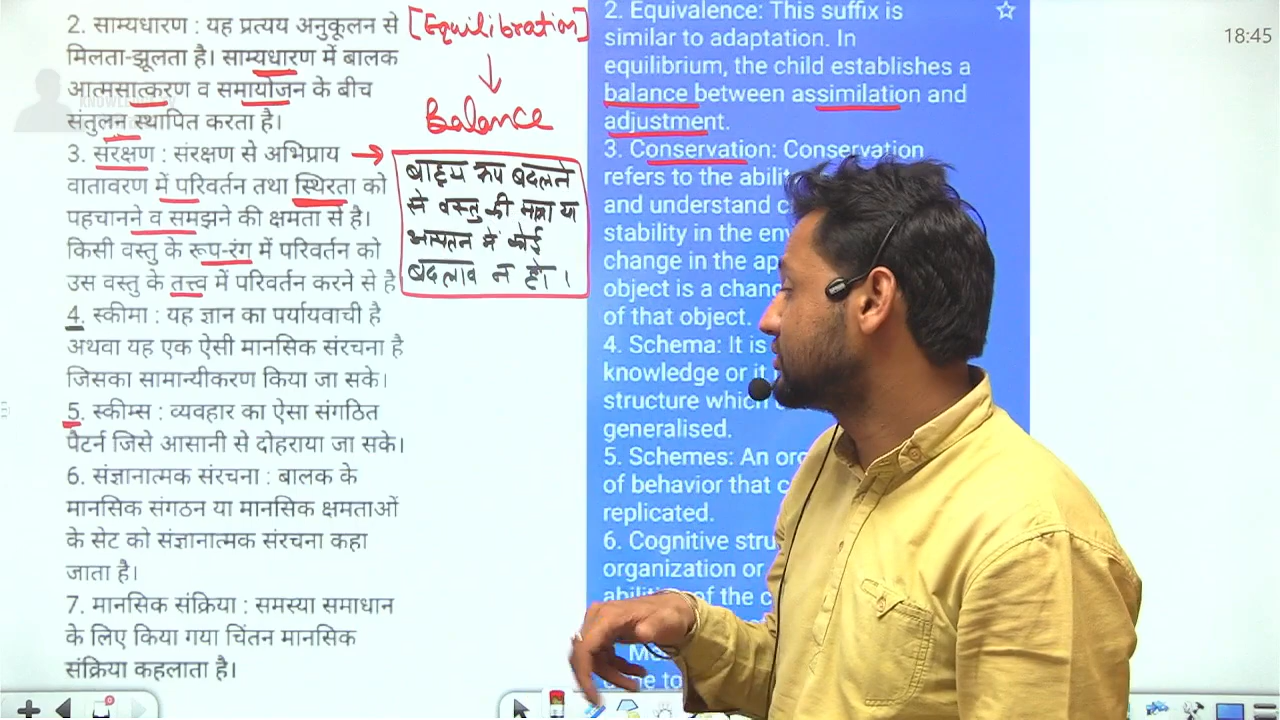 2. साम्यधारण : यह प्रत्यय अनुकूलन से
मिलता-झूलता है। साम्यधारण में बालक
आत्मसात्करण व समायोजन के बीच
संतुलन स्थापित करता है।
3. संरक्षण : संरक्षण से अभिप्राय
वातावरण में परिवर्तन तथा स्थिरता को
पहचानने व समझने की क्षमता से है।
किसी वस्तु के रूप-रंग में परिवर्तन को
उस वस्तु के तत्त्व में परिवर्तन करने से है
4. स्कीमा : यह ज्ञान का पर्यायवाची है
अथवा यह एक ऐसी मानसिक संरचना है
जिसका सामान्यीकरण किया जा सके।
5. स्कीम्स : व्यवहार का ऐसा संगठित
पैटर्न जिसे आसानी से दोहराया जा सके।
6. संज्ञानात्मक संरचना : बालक के
मानसिक संगठन या मानसिक क्षमताओं
के सेट को संज्ञानात्मक संरचना कहा
जाता है।
7. मानसिक संक्रिया : समस्या समाधान
के लिए किया गया चिंतन मानसिक
संक्रिया कहलाता है।
[Equilibration]
Balance
बाह्य रूप बदलने
से वस्तु की मात्रा या
आयतन में कोई
बदलाव न हो।
2. Equivalence: This suffix is
similar to adaptation. In
equilibrium, the child establishes a
balance between assimilation and
adjustment.
3. Conservation: Conservation
refers to the
and understand
stability in the
change in the
object is a
of that object.
4. Schema: It is
knowledge or it
structure which
generalised.
5. Schemes: An
of behavior that
replicated.
6. Cognitive
organization or
of the
to
18:45